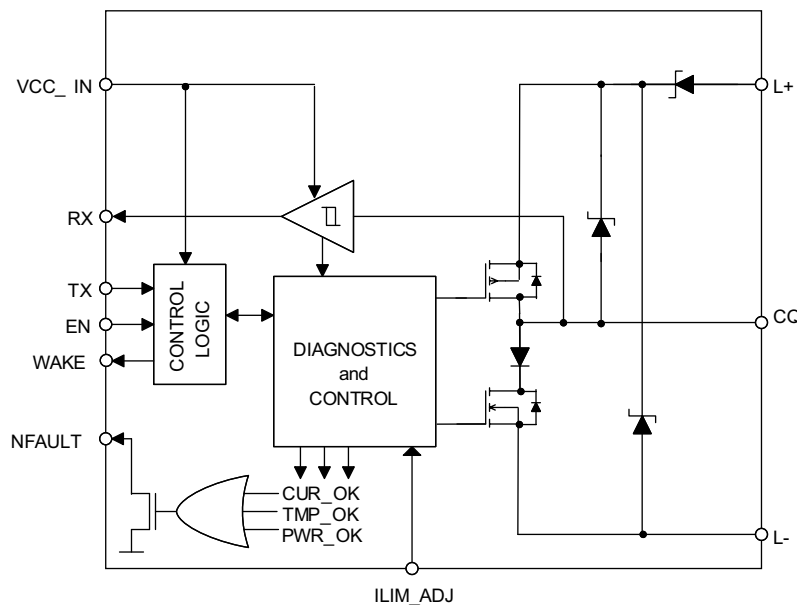 VCC_ IN
L+
RX
TX
EN
WAKE
CONTROL
LOGIC
DIAGNOSTICS
and
CONTROL
CQ
NFAULT
CUR_OK
TMP_OK
PWR_OK
L-
ILIM_ADJ